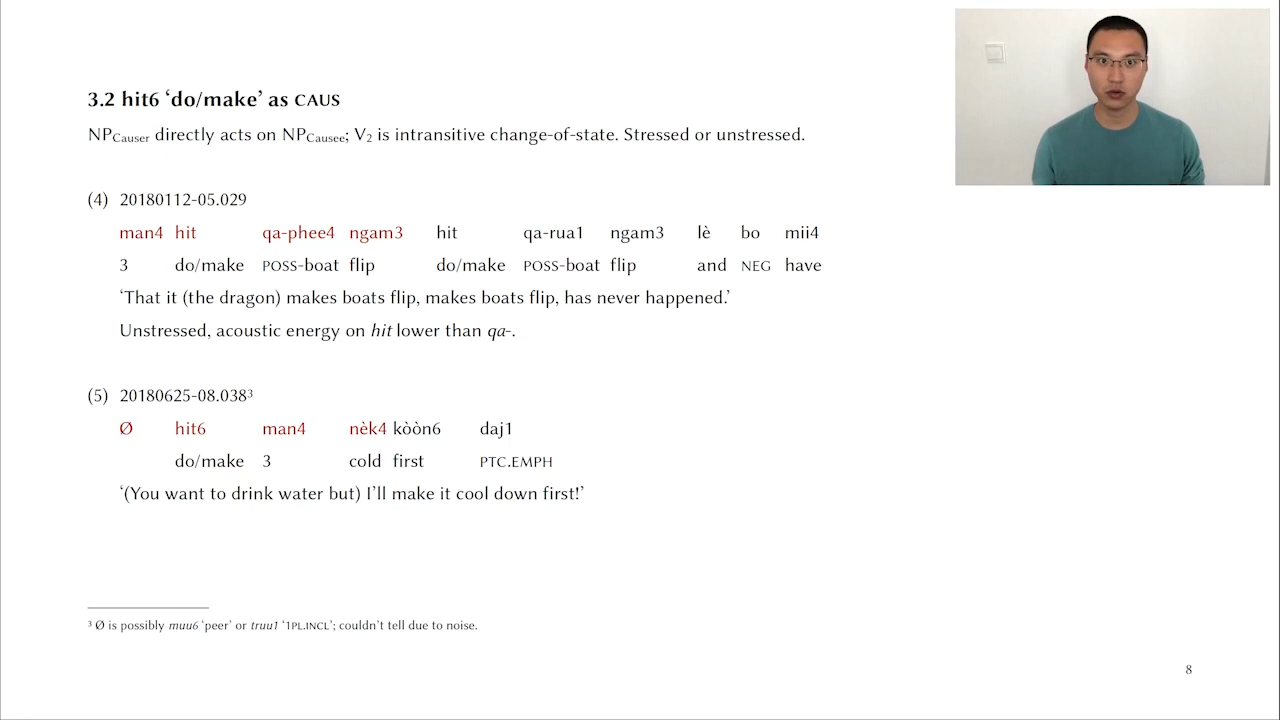 3.2 hit6 ‘do/make’ as CAUS
NPCauser directly acts on NPCausee; V2 is intransitive change-of-state. Stressed or unstressed.
(4) 20180112-05.029
man4 hit qa-phee4 ngam3 hit qa-rua1 ngam3 lè bo mii4
3 do/make POSS-boat flip do/make POSS-boat flip and NEG have
‘That it (the dragon) makes boats flip, makes boats flip, has never happened.’
Unstressed, acoustic energy on hit lower than qa-.
(5) 20180625-08.038³
Ø hit6 man4 nèk4 kòòn6 daj1
do/make 3 cold first PTC.EMPH
‘(You want to drink water but) I’ll make it cool down first!’
³ Ø is possibly muu6 ‘peer’ or truu1 ‘1PL.INCL’; couldn’t tell due to noise.
8